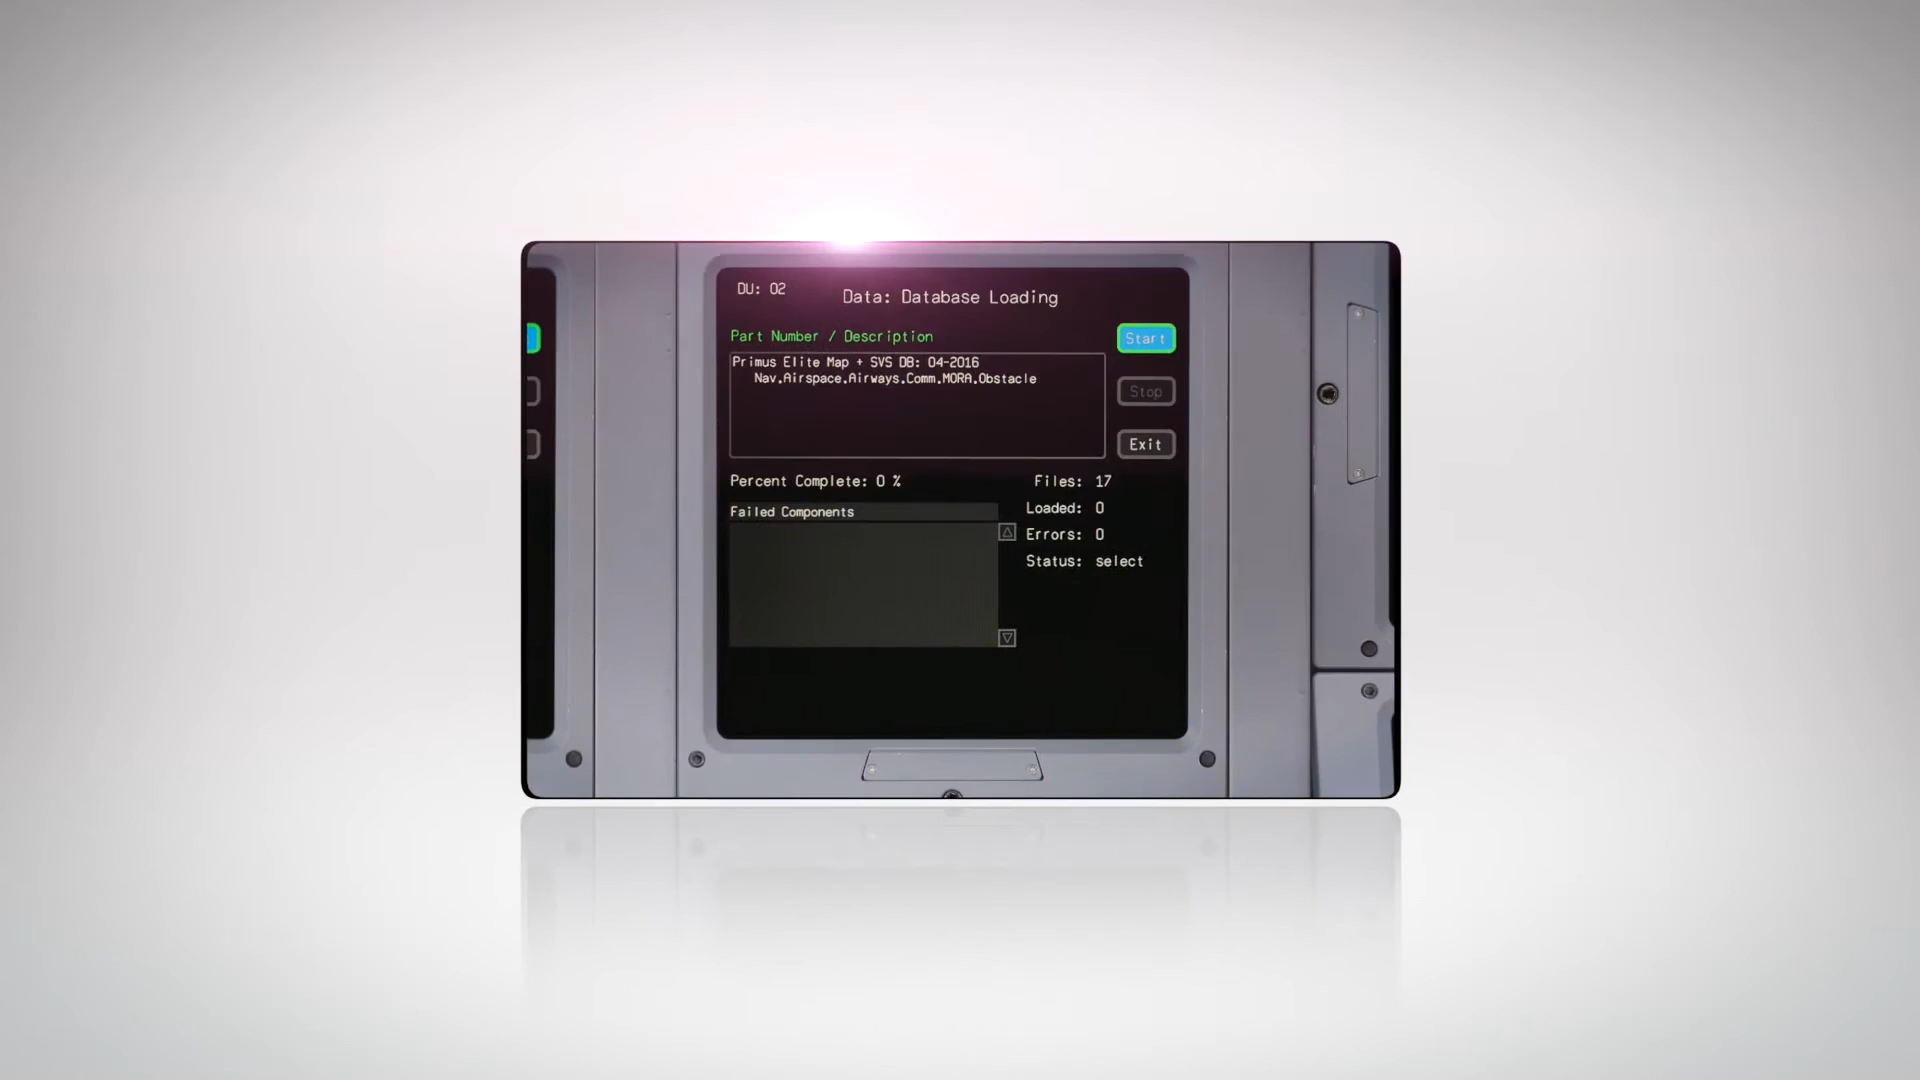 DU: 02
Data: Database Loading
Part Number / Description
Start
Primus Elite Map + SVS DB: 04-2016
Nav.Airspace.Airways.Comm.MORA.Obstacle
Stop
Exit
Percent Complete: 0 %
Files: 17
Loaded: 0
Failed Components
Errors: 0
Status: select